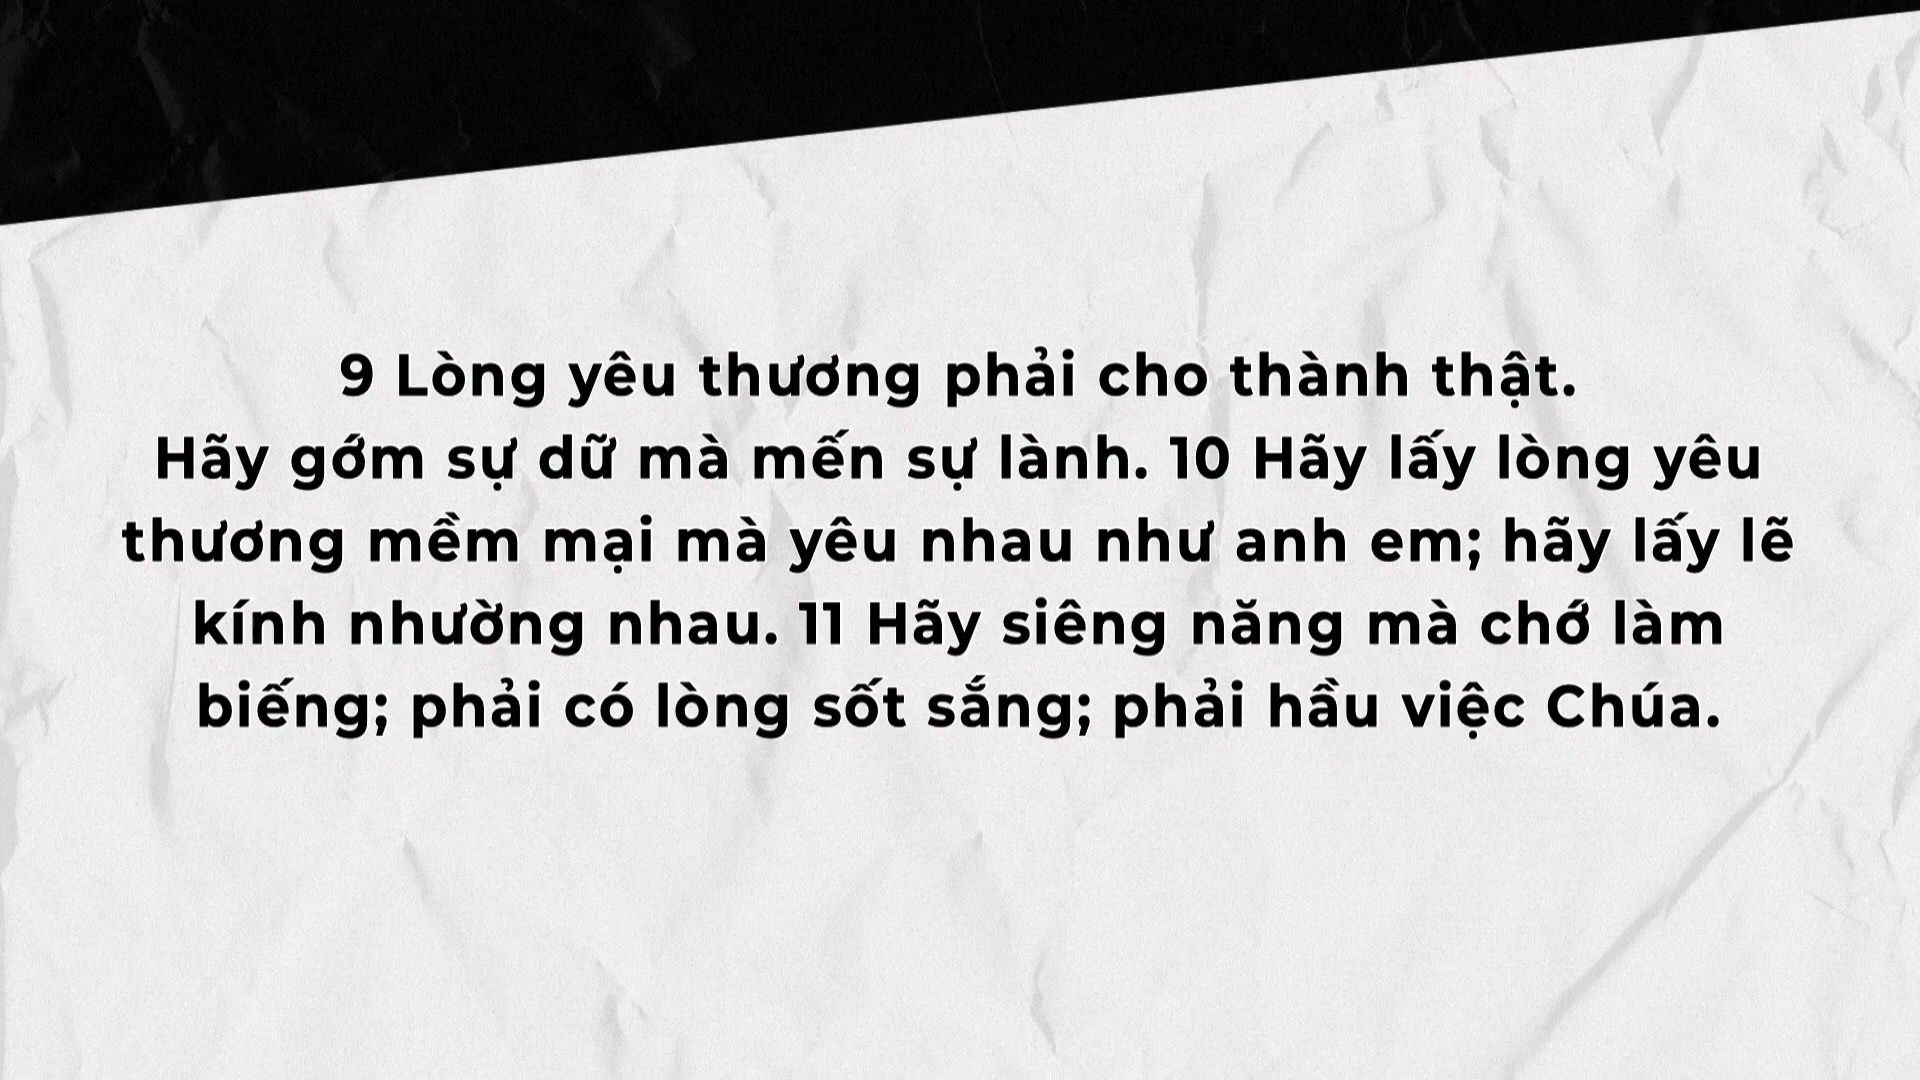 9 Lòng yêu thương phải cho thành thật.
Hãy gớm sự dữ mà mến sự lành. 10 Hãy lấy lòng yêu
thương mềm mại mà yêu nhau như anh em; hãy lấy lẽ
kính nhường nhau. 11 Hãy siêng năng mà chớ làm
biếng; phải có lòng sốt sắng; phải hầu việc Chúa.